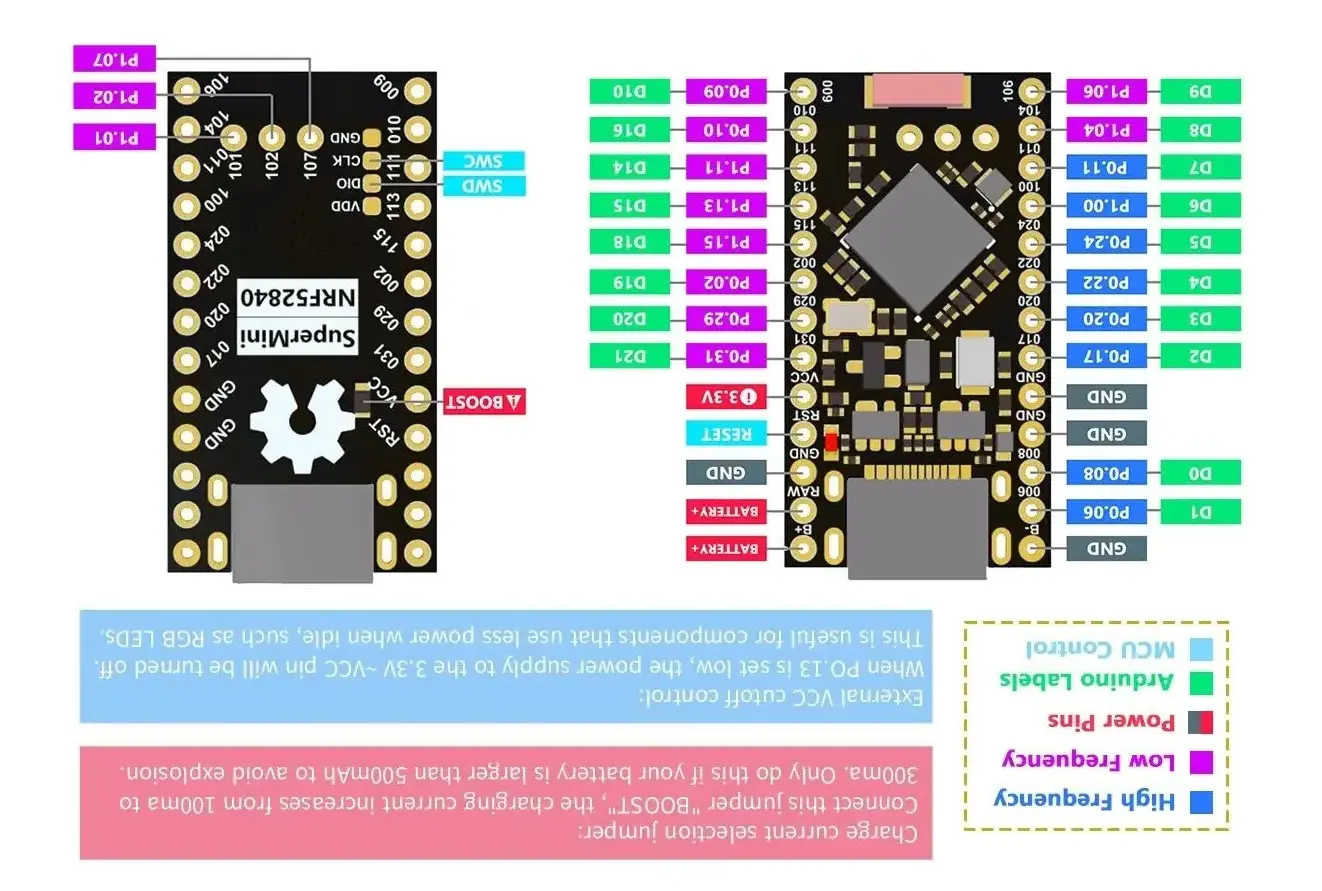 High Frequency
Low Frequency
Power Pins
Arduino Labels
MCU Control
Charge current selection jumper:
Connect this jumper "BOOST", the charging current increases from 100ma to
300ma. Only do this if your battery is larger than 500mAh to avoid explosion.
External VCC cutoff control:
When PO.13 is set low, the power supply to the 3.3V ~VCC pin will be turned off.
This is useful for components that use less power when idle, such as RGB LEDs.
GND B- B+ BATTERY+
D1 P0.06 006 RAW BATTERY+
D0 P0.08 008 GND GND
GND GND RST RESET
GND GND VCC 3.3V
D2 P0.17 017 031 P0.31 D21
D3 P0.20 020 029 P0.29 D20
D4 P0.22 022 002 P0.02 D19
D5 P0.24 024 115 P1.15 D18
D6 P1.00 100 113 P1.13 D15
D7 P0.11 011 111 P1.11 D14
D8 P1.04 104 010 P0.10 D16
D9 P1.06 106 009 P0.09 D10
RST GND
BOOST VCC GND
031 017
029 020
002 022
115 024
113 100
111 011
010 104
009 106
SuperMini
NRF52840
VDD
SWD DIO
SWC CLK
GND
107 102 101
P1.01
P1.02
P1.07